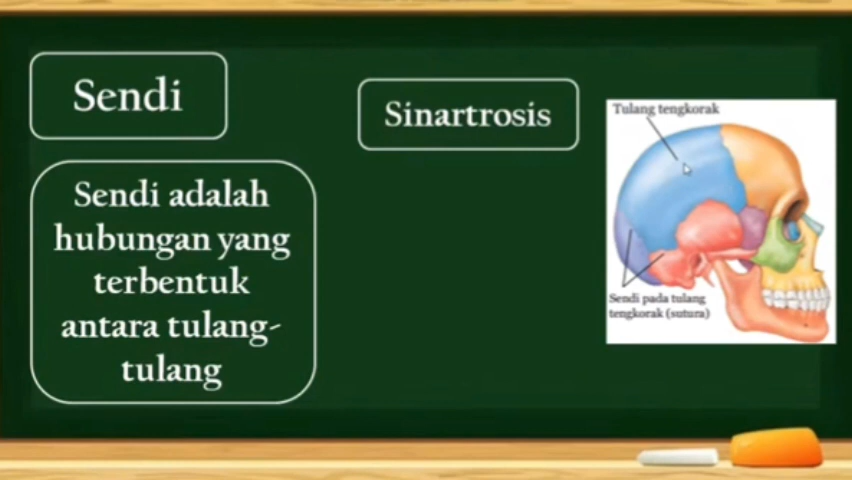 Sendi
Sendi adalah
hubungan yang
terbentuk
antara tulang-
tulang
Sinartrosis
Tulang tengkorak
Sendi pada tulang
tengkorak (sutura)